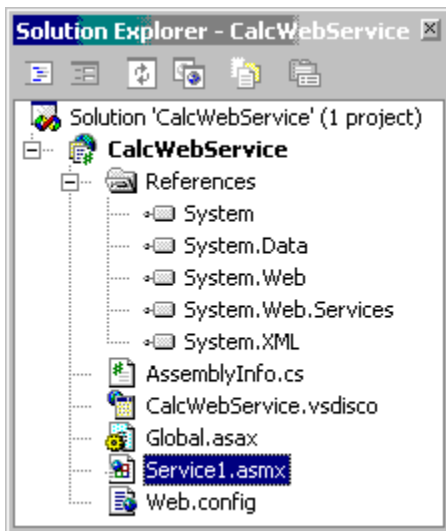 Solution Explorer - CalcWebService
Solution 'CalcWebService' (1 project)
CalcWebService
References
System
System.Data
System.Web
System.Web.Services
System.XML
AssemblyInfo.cs
CalcWebService.vsdisco
Global.asax
Service1.asmx
Web.config